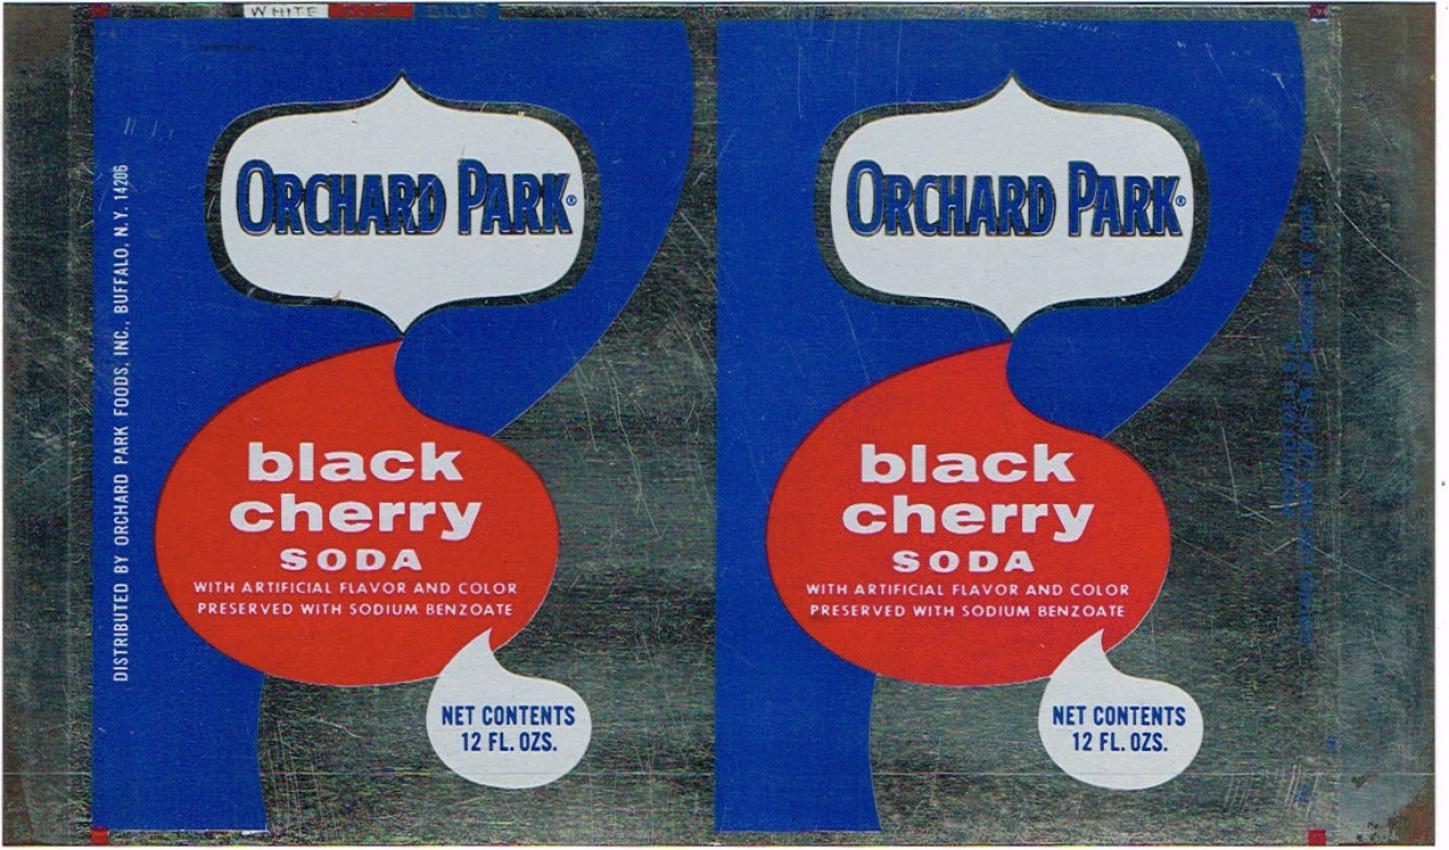 WHITE
BLUE
ORCHARD PARK®
black
cherry
SODA
WITH ARTIFICIAL FLAVOR AND COLOR
PRESERVED WITH SODIUM BENZOATE
NET CONTENTS
12 FL. OZS.
DISTRIBUTED BY ORCHARD PARK FOODS, INC., BUFFALO, N.Y. 14206
ORCHARD PARK®
black
cherry
SODA
WITH ARTIFICIAL FLAVOR AND COLOR
PRESERVED WITH SODIUM BENZOATE
NET CONTENTS
12 FL. OZS.